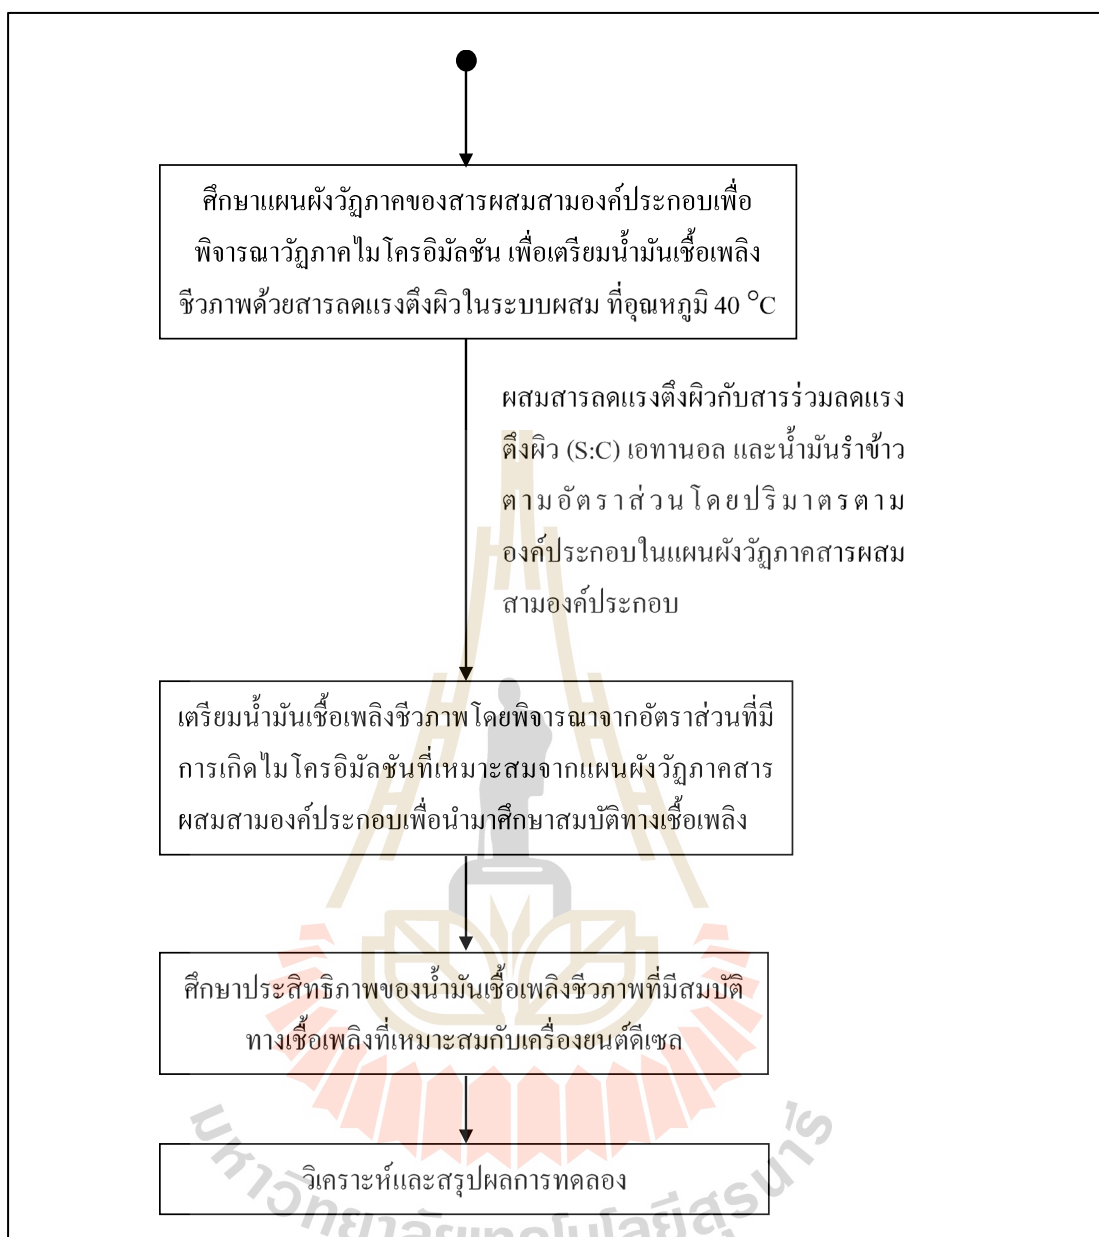 ศึกษาแผนผังวัฏภาคของสารผสมสามองค์ประกอบเพื่อ
พิจารณาวัฏภาคไมโครอิมัลชัน เพื่อเตรียมน้ำมันเชื้อเพลิง
ชีวภาพด้วยสารลดแรงตึงผิวในระบบผสม ที่อุณหภูมิ 40 °C
ผสมสารลดแรงตึงผิวกับสารร่วมลดแรง
ตึงผิว (S:C) เอทานอล และน้ำมันรำข้าว
ตามอัตราส่วนโดยปริมาตรตาม
องค์ประกอบในแผนผังวัฏภาคสารผสม
สามองค์ประกอบ
เตรียมน้ำมันเชื้อเพลิงชีวภาพโดยพิจารณาจากอัตราส่วนที่มี
การเกิดไมโครอิมัลชันที่เหมาะสมจากแผนผังวัฏภาคสาร
ผสมสามองค์ประกอบเพื่อนำมาศึกษาสมบัติทางเชื้อเพลิง
ศึกษาประสิทธิภาพของน้ำมันเชื้อเพลิงชีวภาพที่มีสมบัติ
ทางเชื้อเพลิงที่เหมาะสมกับเครื่องยนต์ดีเซล
วิเคราะห์และสรุปผลการทดลอง
มหาวิทยาลัยเทคโนโลยีสุรนารี